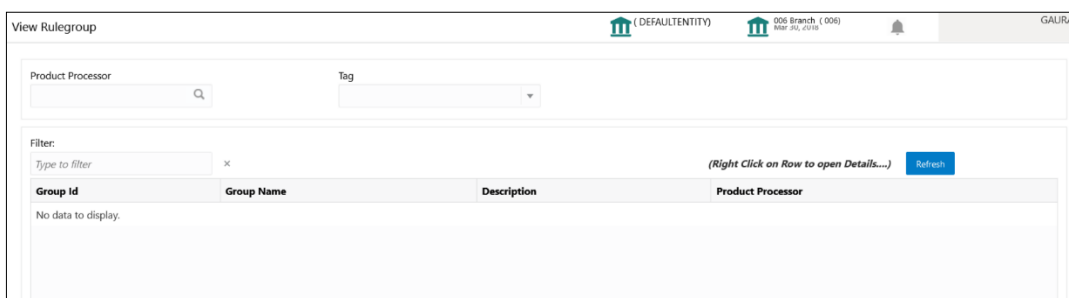 View Rulegroup
( DEFAULTENTITY)
006 Branch ( 006)
Mar 30, 2018
GAURA
Product Processor
Tag
Filter:
Type to filter
×
(Right Click on Row to open Details....)
Refresh
Group Id Group Name Description Product Processor
No data to display.